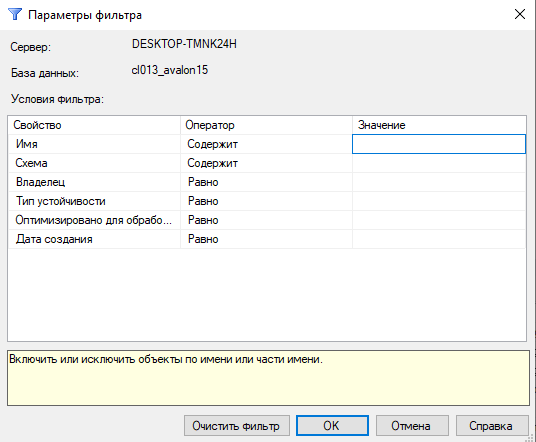 Параметры фильтра
Сервер: DESKTOP-TMNK24H
База данных: cl013_avalon15
Условия фильтра:
Свойство Оператор Значение
Имя Содержит
Схема Содержит
Владелец Равно
Тип устойчивости Равно
Оптимизировано для обрабо... Равно
Дата создания Равно
Включить или исключить объекты по имени или части имени.
Очистить фильтр OK Отмена Справка